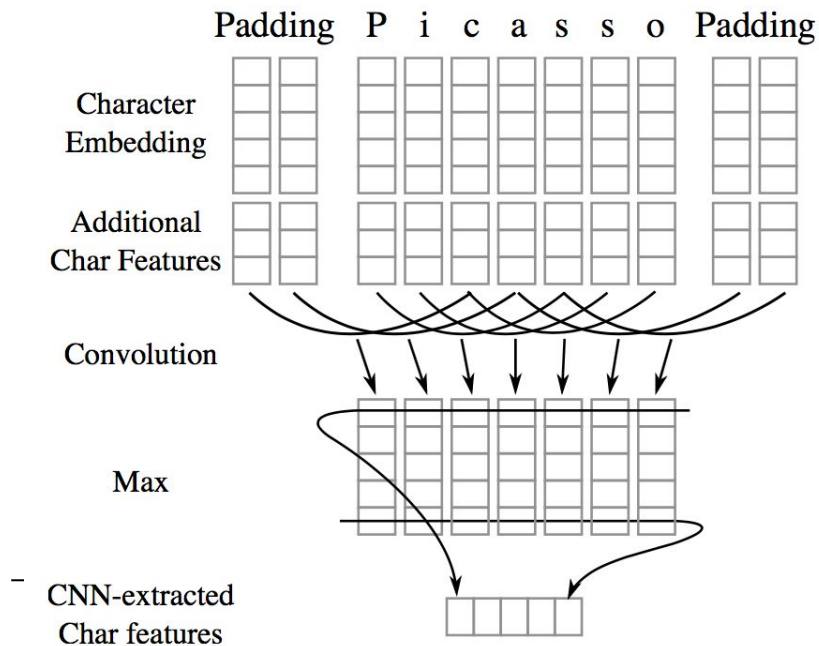 Padding P i c a s s o Padding
Character
Embedding
Additional
Char Features
Convolution
Max
CNN-extracted
Char features